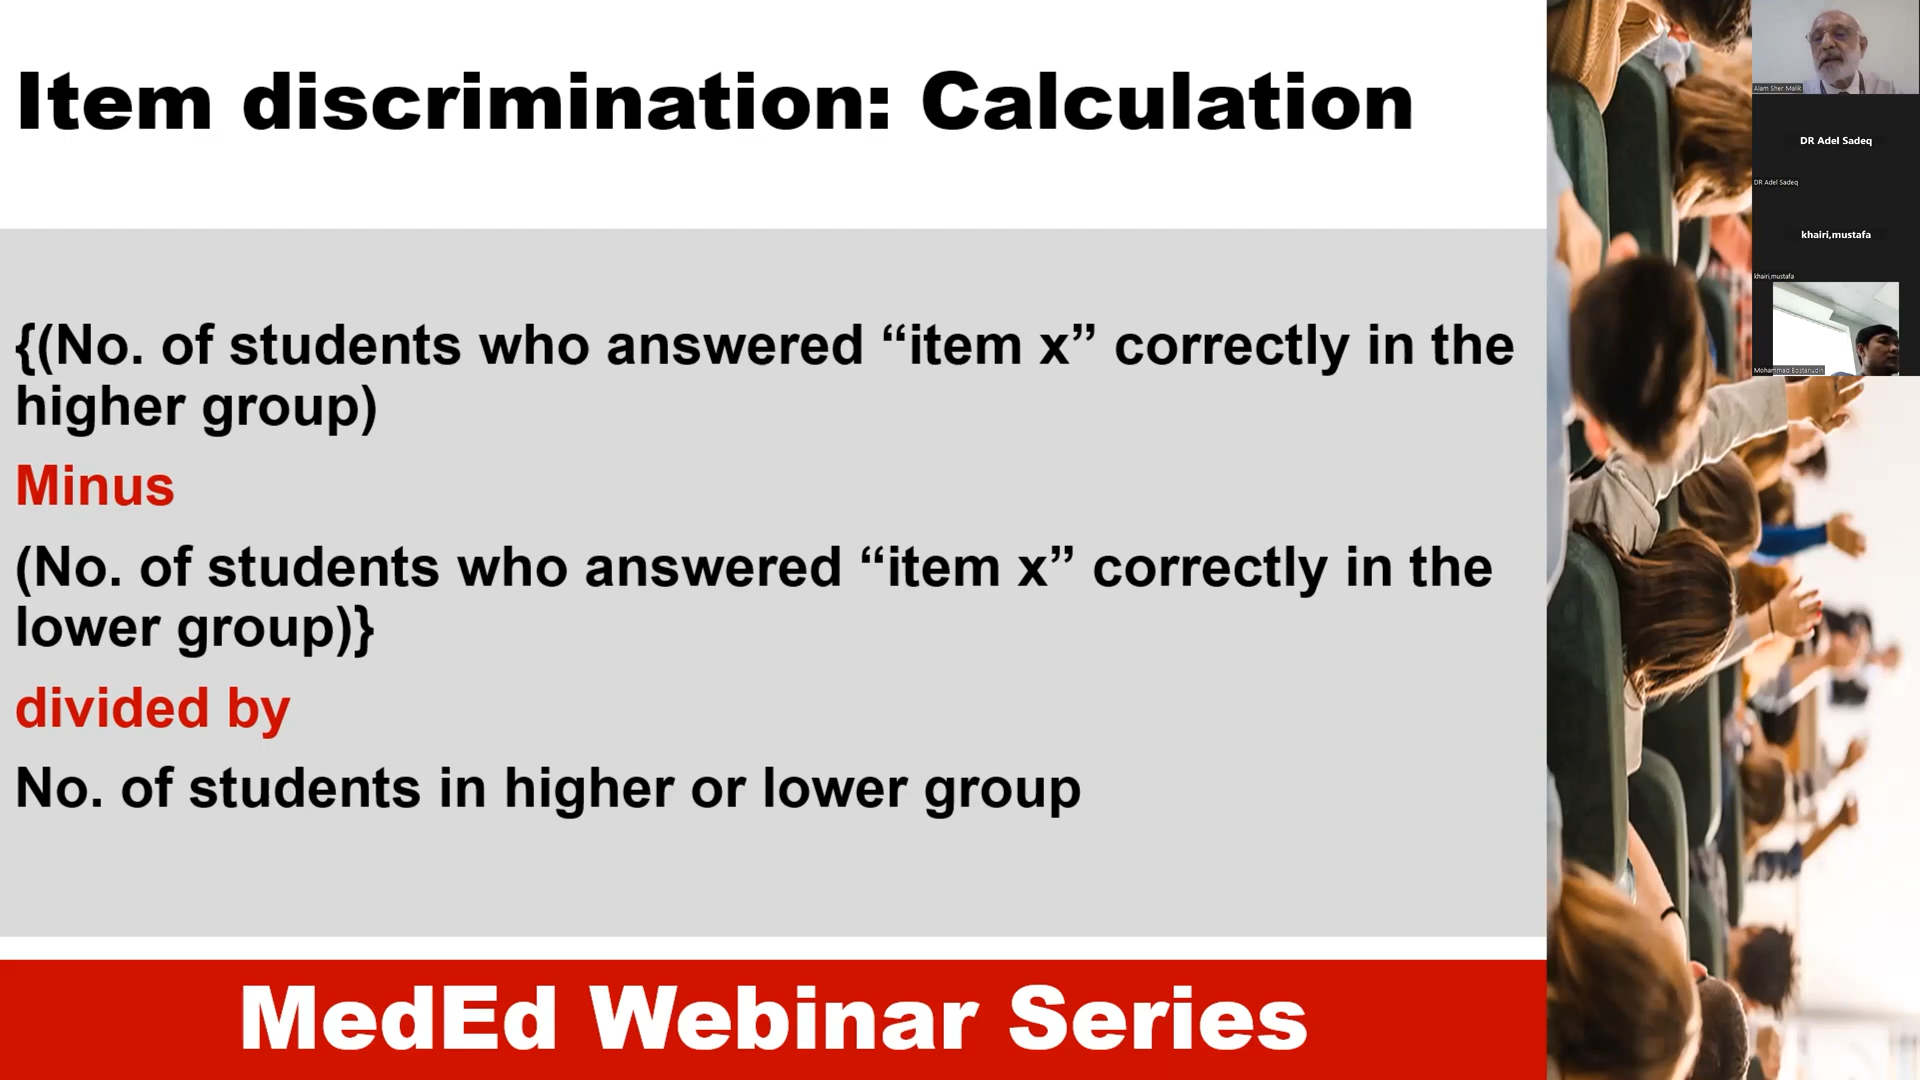 Item discrimination: Calculation
{(No. of students who answered “item x” correctly in the
higher group)
Minus
(No. of students who answered “item x” correctly in the
lower group)}
divided by
No. of students in higher or lower group
MedEd Webinar Series
Alam Sher Malik
DR Adel Sadeq
DR Adel Sadeq
khairi,mustafa
khairi,mustafa
Mohammad Bostanudin